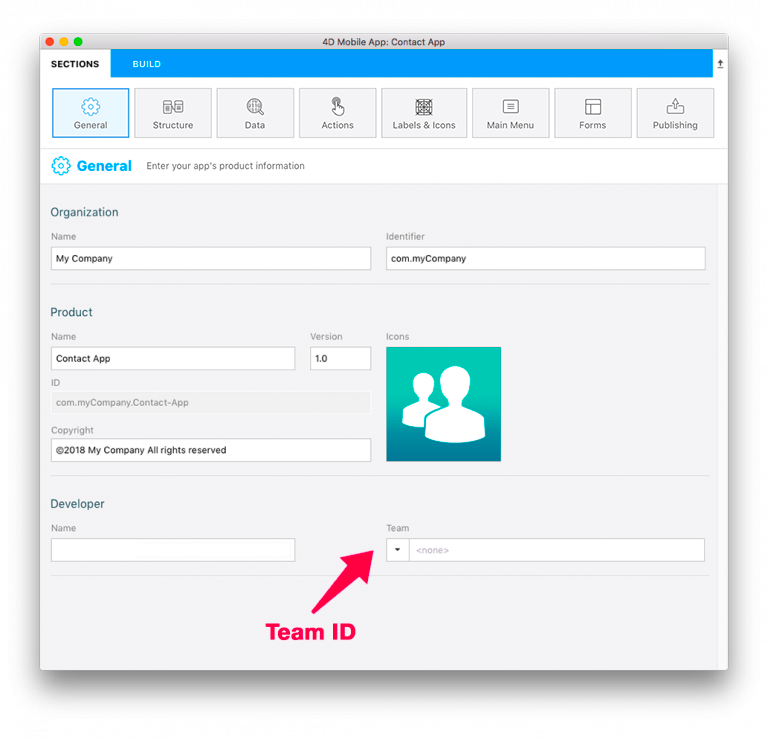 4D Mobile App: Contact App
SECTIONS BUILD
General Structure Data Actions Labels & Icons Main Menu Forms Publishing
General Enter your app's product information
Organization
Name Identifier
My Company com.myCompany
Product
Name Version Icons
Contact App 1.0
ID
com.myCompany.Contact-App
Copyright
©2018 My Company All rights reserved
Developer
Name Team
<none>
Team ID